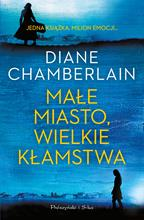 JEDNA KSIĄŻKA, MILION EMOCJI...
DIANE
CHAMBERLAIN
MAŁE
MIASTO,
WIELKIE
KŁAMSTWA
Prószyński i S-ka